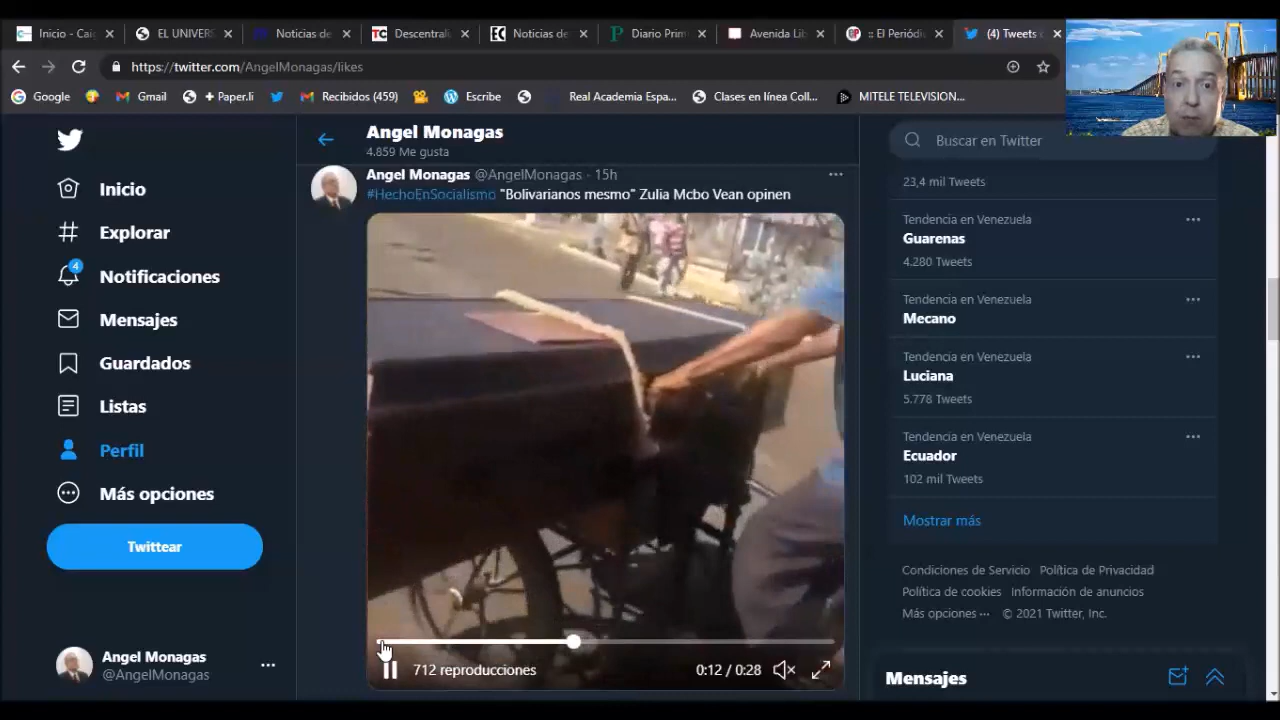 Inicio - Caig
EL UNIVERS
Noticias de
Descentrali
Noticias de
Diario Prim
Avenida Lib
:: El Periódi
(4) Tweets
https://twitter.com/AngelMonagas/likes
Google
Gmail
+ Paper.li
Recibidos (459)
Escribe
Real Academia Espa...
Clases en línea Coll...
MITELE TELEVISION...
Inicio
Explorar
4
Notificaciones
Mensajes
Guardados
Listas
Perfil
Más opciones
Twittear
Angel Monagas
@AngelMonagas
Angel Monagas
4.859 Me gusta
Angel Monagas @AngelMonagas · 15h
#HechoEnSocialismo "Bolivarianos mesmo" Zulia Mcbo Vean opinen
712 reproducciones
0:12 / 0:28
Buscar en Twitter
23,4 mil Tweets
Tendencia en Venezuela
Guarenas
4.280 Tweets
Tendencia en Venezuela
Mecano
Tendencia en Venezuela
Luciana
5.778 Tweets
Tendencia en Venezuela
Ecuador
102 mil Tweets
Mostrar más
Condiciones de Servicio Política de Privacidad
Política de cookies Información de anuncios
Más opciones ··· © 2021 Twitter, Inc.
Mensajes